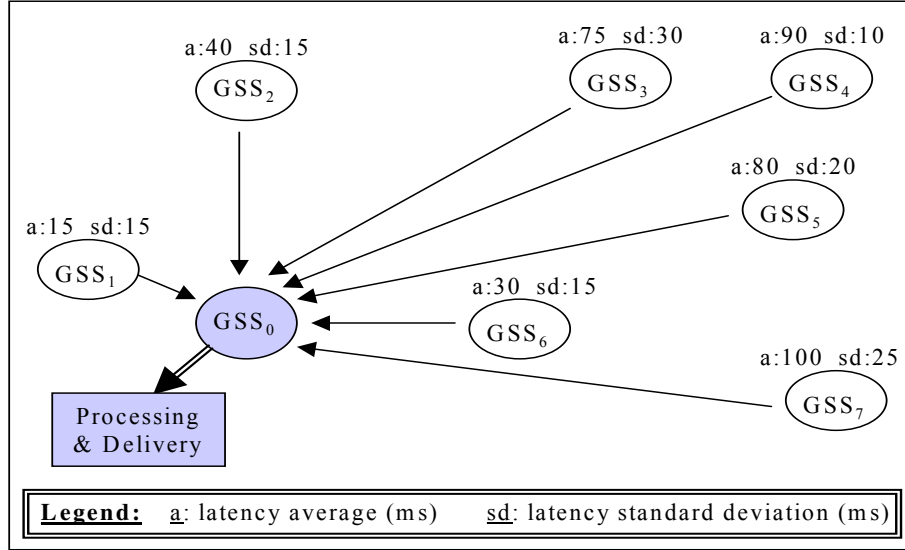 a:40 sd:15
GSS2
a:75 sd:30
GSS3
a:90 sd:10
GSS4
a:80 sd:20
GSS5
a:15 sd:15
GSS1
GSS0
a:30 sd:15
GSS6
a:100 sd:25
GSS7
Processing
& Delivery
Legend: a: latency average (ms) sd: latency standard deviation (ms)